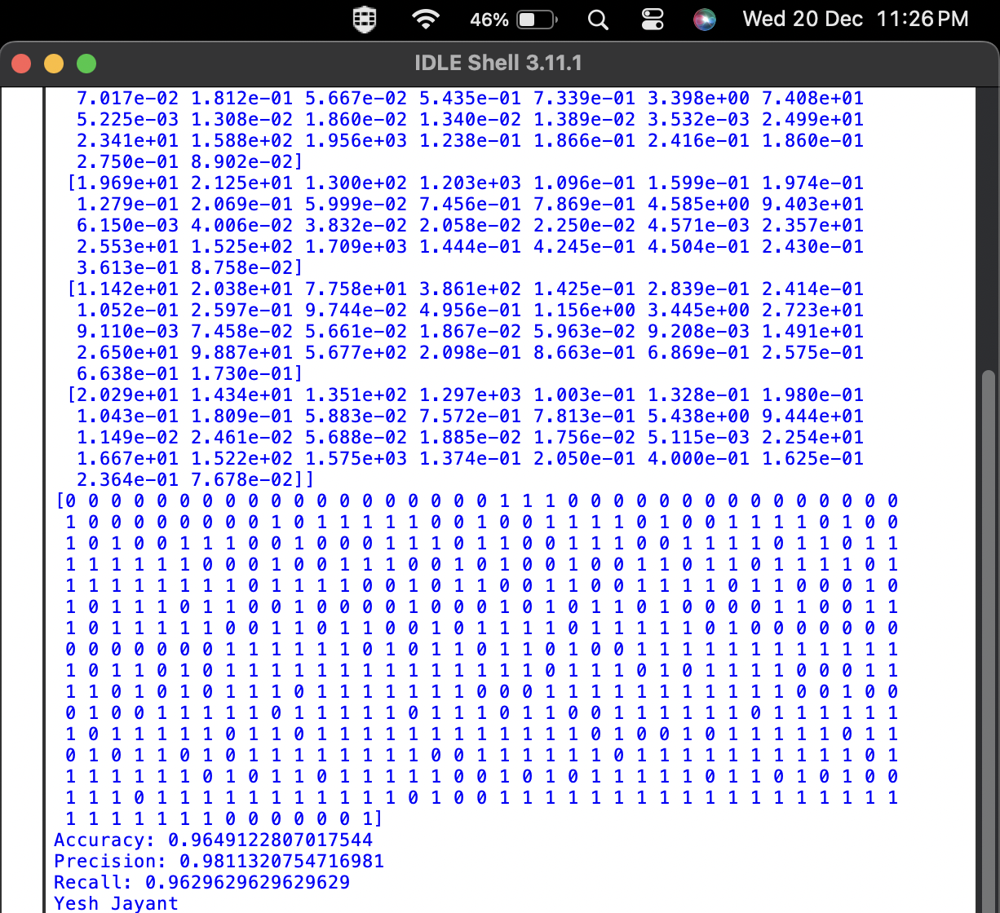 46% Wed 20 Dec 11:26 PM
IDLE Shell 3.11.1
7.017e-02 1.812e-01 5.667e-02 5.435e-01 7.339e-01 3.398e+00 7.408e+01
5.225e-03 1.308e-02 1.860e-02 1.340e-02 1.389e-02 3.532e-03 2.499e+01
2.341e+01 1.588e+02 1.956e+03 1.238e-01 1.866e-01 2.416e-01 1.860e-01
2.750e-01 8.902e-02]
[1.969e+01 2.125e+01 1.300e+02 1.203e+03 1.096e-01 1.599e-01 1.974e-01
1.279e-01 2.069e-01 5.999e-02 7.456e-01 7.869e-01 4.585e+00 9.403e+01
6.150e-03 4.006e-02 3.832e-02 2.058e-02 2.250e-02 4.571e-03 2.357e+01
2.553e+01 1.525e+02 1.709e+03 1.444e-01 4.245e-01 4.504e-01 2.430e-01
3.613e-01 8.758e-02]
[1.142e+01 2.038e+01 7.758e+01 3.861e+02 1.425e-01 2.839e-01 2.414e-01
1.052e-01 2.597e-01 9.744e-02 4.956e-01 1.156e+00 3.445e+00 2.723e+01
9.110e-03 7.458e-02 5.661e-02 1.867e-02 5.963e-02 9.208e-03 1.491e+01
2.650e+01 9.887e+01 5.677e+02 2.098e-01 8.663e-01 6.869e-01 2.575e-01
6.638e-01 1.730e-01]
[2.029e+01 1.434e+01 1.351e+02 1.297e+03 1.003e-01 1.328e-01 1.980e-01
1.043e-01 1.809e-01 5.883e-02 7.572e-01 7.813e-01 5.438e+00 9.444e+01
1.149e-02 2.461e-02 5.688e-02 1.885e-02 1.756e-02 5.115e-03 2.254e+01
1.667e+01 1.522e+02 1.575e+03 1.374e-01 2.050e-01 4.000e-01 1.625e-01
2.364e-01 7.678e-02]]
[0 0 0 0 0 0 0 0 0 0 0 0 0 0 0 0 0 0 0 1 1 1 0 0 0 0 0 0 0 0 0 0 0 0 0 0 0
1 0 0 0 0 0 0 0 0 1 0 1 1 1 1 1 0 0 1 0 0 1 1 1 1 0 1 0 0 1 1 1 1 0 1 0 0
1 0 1 0 0 1 1 1 0 0 1 0 0 0 1 1 1 0 1 1 0 0 1 1 1 0 0 1 1 1 1 0 1 1 0 1 1
1 1 1 1 1 1 0 0 0 1 0 0 1 1 1 0 0 1 0 1 0 0 1 0 0 1 1 0 1 1 0 1 1 1 1 0 1
1 1 1 1 1 1 1 1 0 1 1 1 1 0 0 1 0 1 1 0 0 1 1 0 0 1 1 1 1 0 1 1 0 0 0 1 0
1 0 1 1 1 0 1 1 0 0 1 0 0 0 0 1 0 0 0 1 0 1 0 1 1 0 1 0 0 0 0 1 1 0 0 1 1
1 0 1 1 1 1 1 0 0 1 1 0 1 1 0 0 1 0 1 1 1 1 0 1 1 1 1 1 0 1 0 0 0 0 0 0 0
0 0 0 0 0 0 0 1 1 1 1 1 1 0 1 0 1 1 0 1 1 0 1 0 0 1 1 1 1 1 1 1 1 1 1 1 1
1 0 1 1 0 1 0 1 1 1 1 1 1 1 1 1 1 1 1 1 1 0 1 1 1 0 1 0 1 1 1 1 0 0 0 1 1
1 1 0 1 0 1 0 1 1 1 0 1 1 1 1 1 1 1 0 0 0 1 1 1 1 1 1 1 1 1 1 1 0 0 1 0 0
0 1 0 0 1 1 1 1 1 0 1 1 1 1 1 0 1 1 1 0 1 1 0 0 1 1 1 1 1 1 0 1 1 1 1 1 1
1 0 1 1 1 1 1 0 1 1 0 1 1 1 1 1 1 1 1 1 1 1 1 0 1 0 0 1 0 1 1 1 1 1 0 1 1
0 1 0 1 1 0 1 0 1 1 1 1 1 1 1 1 0 0 1 1 1 1 1 1 0 1 1 1 1 1 1 1 1 1 1 0 1
1 1 1 1 1 1 0 1 0 1 1 0 1 1 1 1 1 0 0 1 0 1 0 1 1 1 1 1 0 1 1 0 1 0 1 0 0
1 1 1 0 1 1 1 1 1 1 1 1 1 1 1 0 1 0 0 1 1 1 1 1 1 1 1 1 1 1 1 1 1 1 1 1 1
1 1 1 1 1 1 1 0 0 0 0 0 0 1]
Accuracy: 0.9649122807017544
Precision: 0.9811320754716981
Recall: 0.9629629629629629
Yesh Jayant